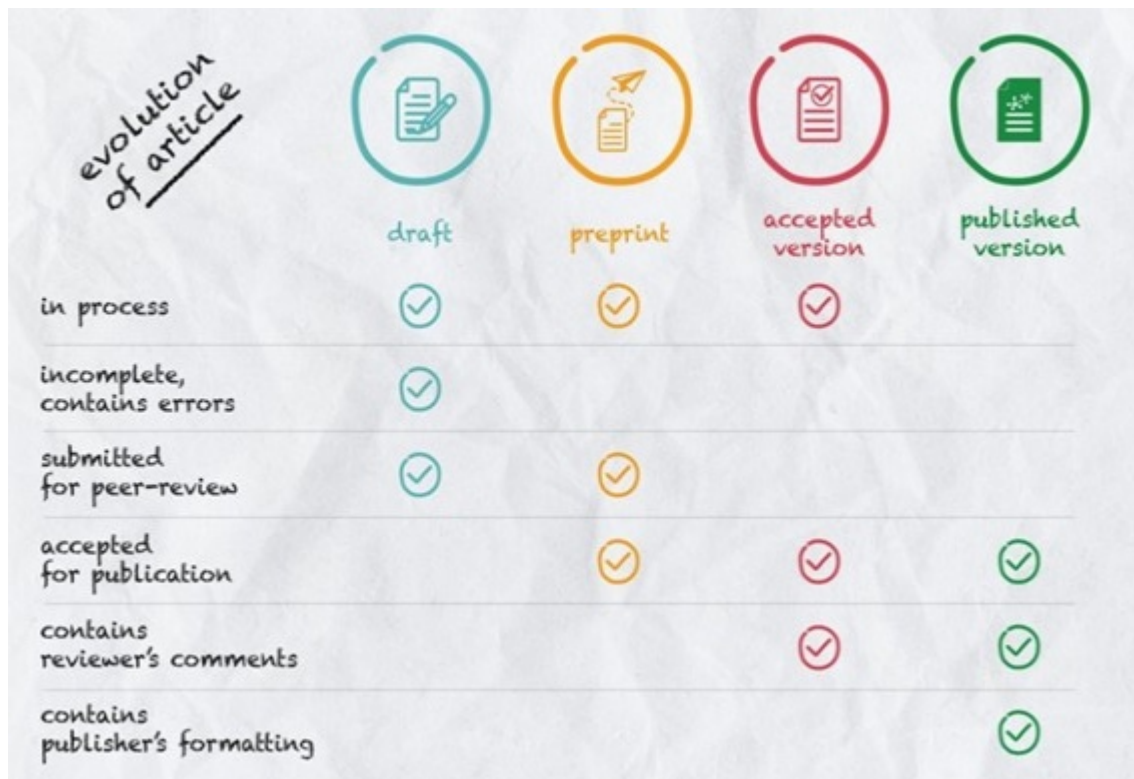 evolution
of article
draft
preprint
accepted
version
published
version
in process
incomplete,
contains errors
submitted
for peer-review
accepted
for publication
contains
reviewer's comments
contains
publisher's formatting